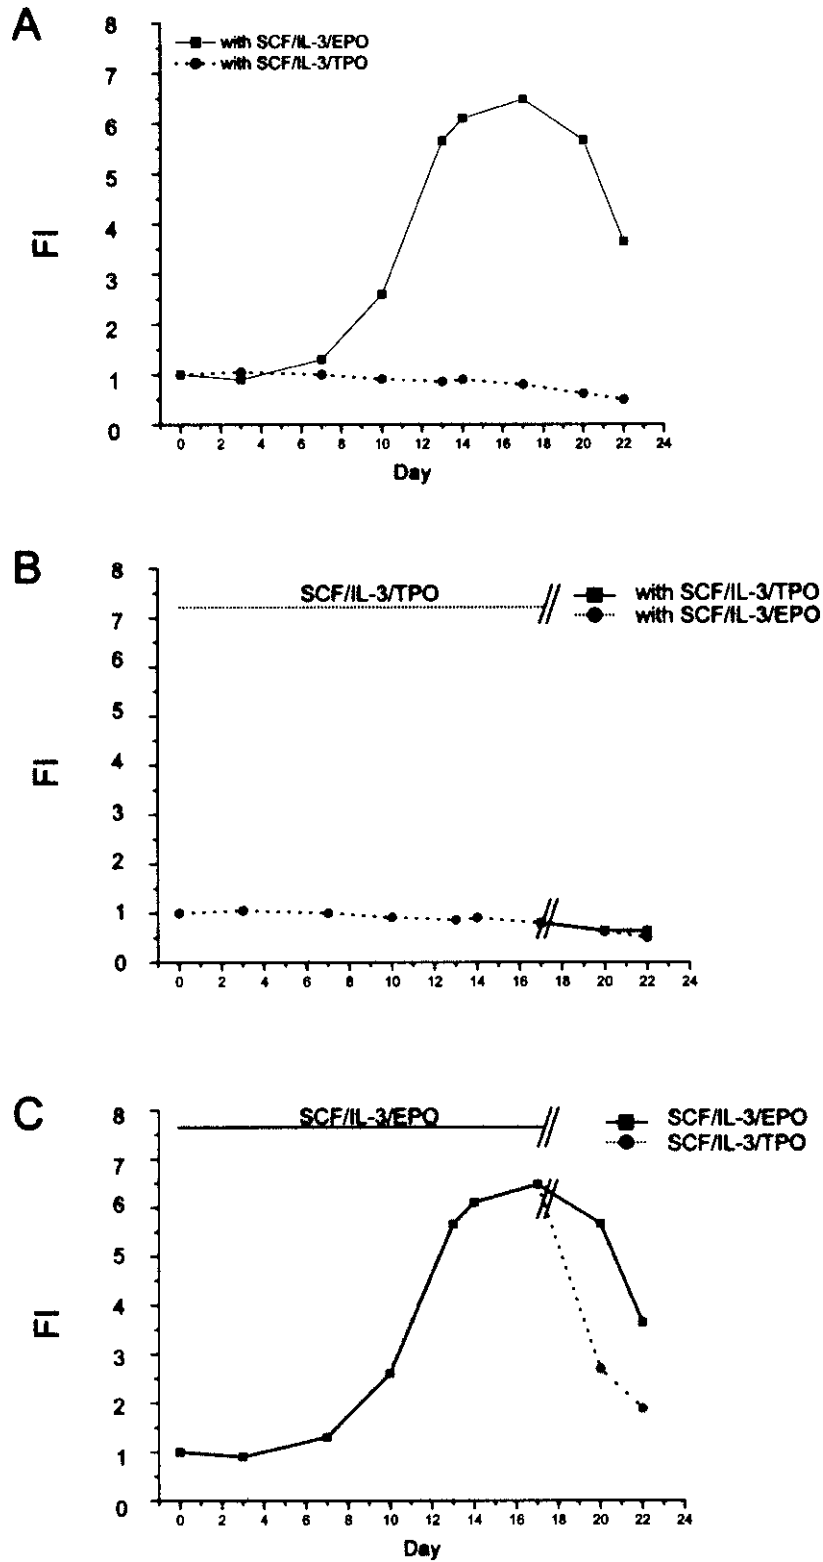 A
8
with SCF/IL-3/EPO
with SCF/IL-3/TPO
7
6
5
4
FI
3
2
1
0
0 2 4 6 8 10 12 14 16 18 20 22 24
Day
B
8
SCF/IL-3/TPO
with SCF/IL-3/TPO
with SCF/IL-3/EPO
7
6
5
4
FI
3
2
1
0
0 2 4 6 8 10 12 14 16 18 20 22 24
C
8
SCF/IL-3/EPO
SCF/IL-3/EPO
SCF/IL-3/TPO
7
6
5
4
FI
3
2
1
0
0 2 4 6 8 10 12 14 16 18 20 22 24
Day